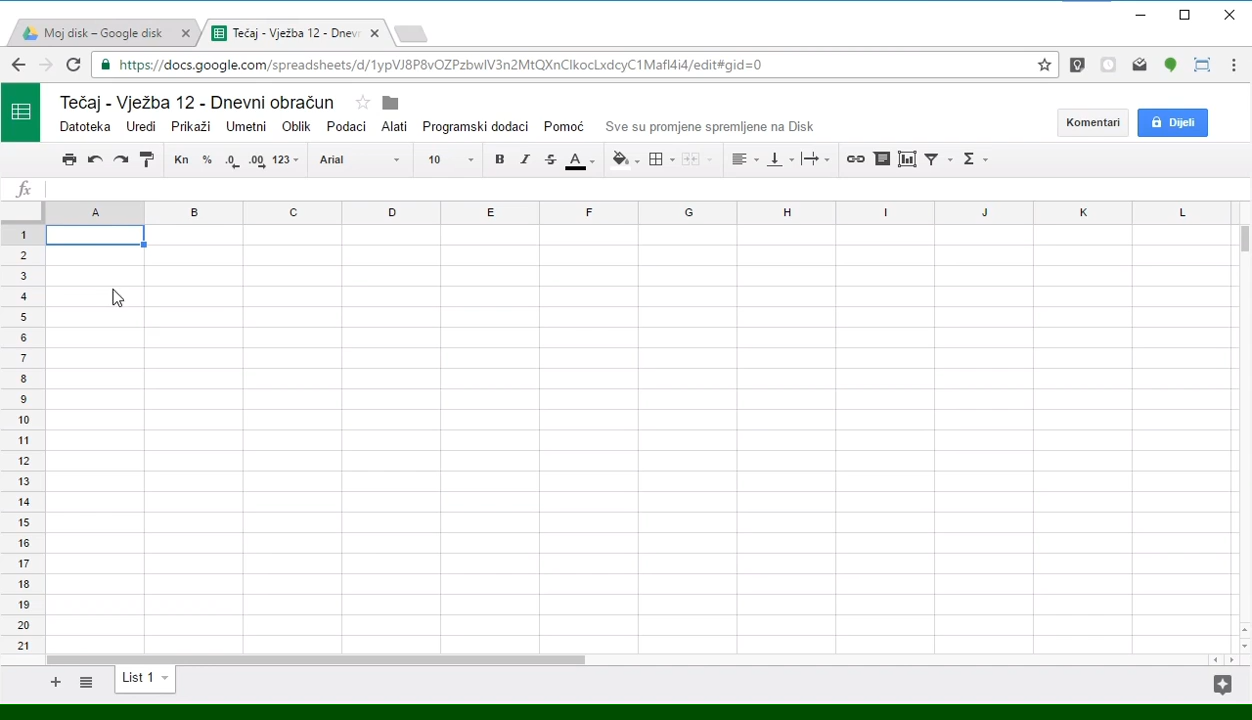 Moj disk – Google disk
Tečaj - Vježba 12 - Dnev
https://docs.google.com/spreadsheets/d/1ypVJ8P8vOZPzbwIV3n2MtQXnClkocLxdcyC1Mafl4i4/edit#gid=0
Tečaj - Vježba 12 - Dnevni obračun
Komentari
Dijeli
Datoteka Uredi Prikaži Umetni Oblik Podaci Alati Programski dodaci Pomoć Sve su promjene spremljene na Disk
Kn % .0 .00 123 Arial 10 B I S A Σ
fx
A B C D E F G H I J K L
1
2
3
4
5
6
7
8
9
10
11
12
13
14
15
16
17
18
19
20
21
List 1